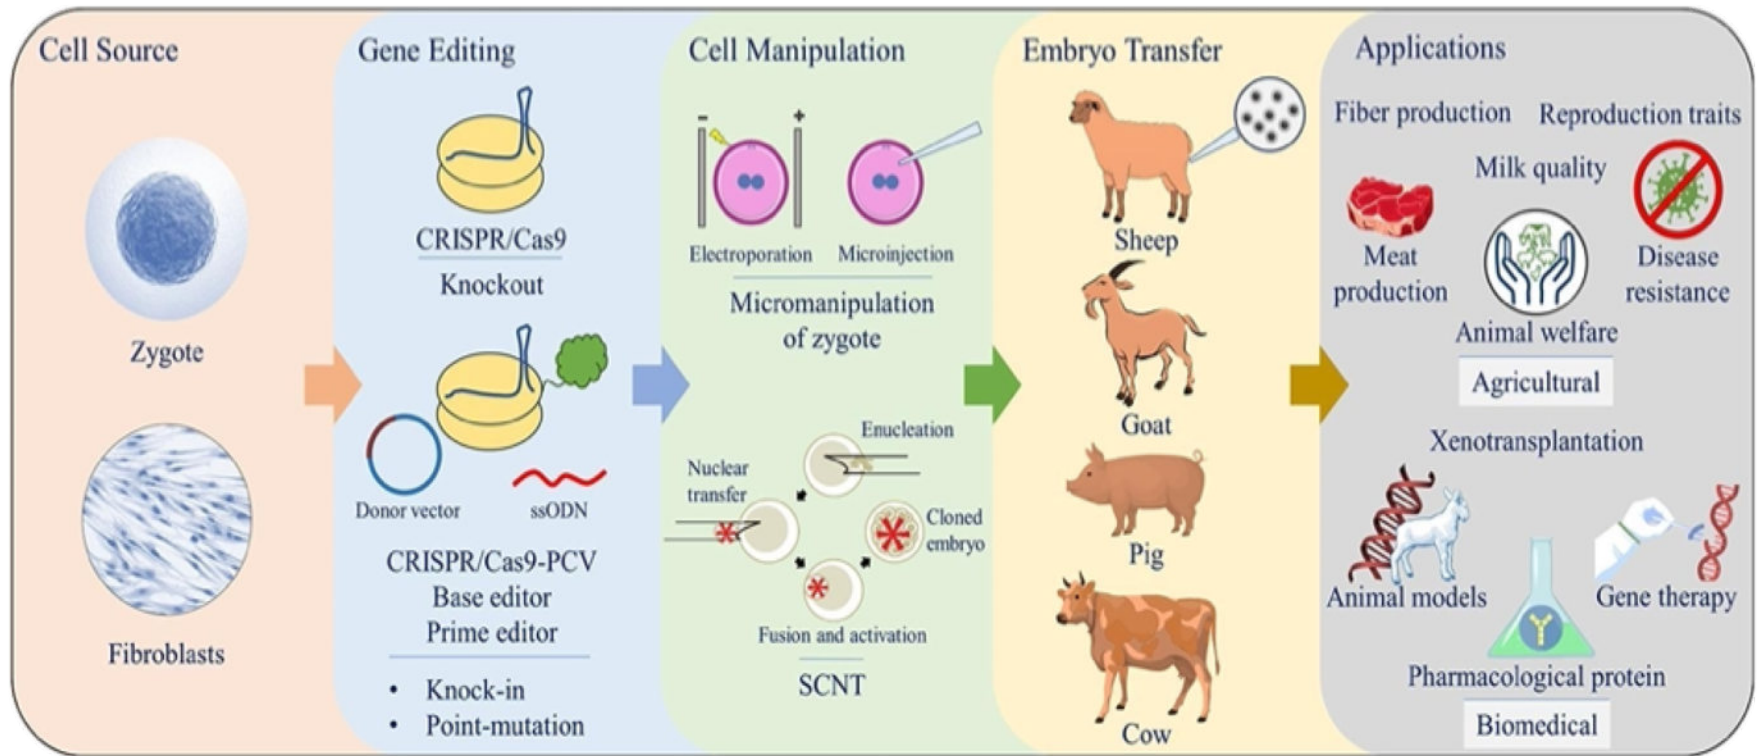 Cell Source
Zygote
Fibroblasts
Gene Editing
CRISPR/Cas9
Knockout
Donor vector
ssODN
CRISPR/Cas9-PCV
Base editor
Prime editor
• Knock-in
• Point-mutation
Cell Manipulation
- +
Electroporation
Microinjection
Micromanipulation
of zygote
Enucleation
Nuclear
transfer
Cloned
embryo
Fusion and activation
SCNT
Embryo Transfer
Sheep
Goat
Pig
Cow
Applications
Fiber production
Reproduction traits
Milk quality
Meat
production
Disease
resistance
Animal welfare
Agricultural
Xenotransplantation
Animal models
Gene therapy
Pharmacological protein
Biomedical